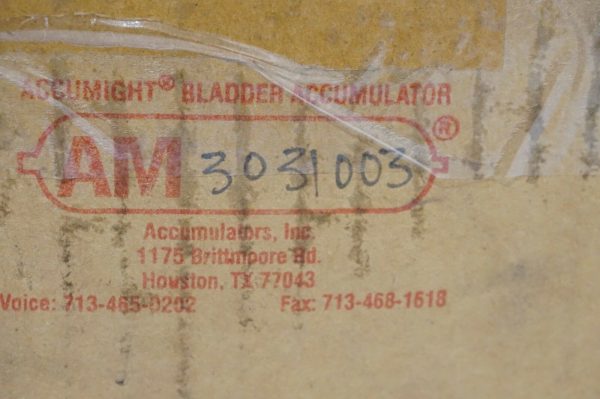 ACCUMIGHT® BLADDER ACCUMULATOR
AM 3031003 ®
Accumulators, Inc.
1175 Brittmoore Rd.
Houston, TX 77043
Voice: 713-465-0202 Fax: 713-468-1618